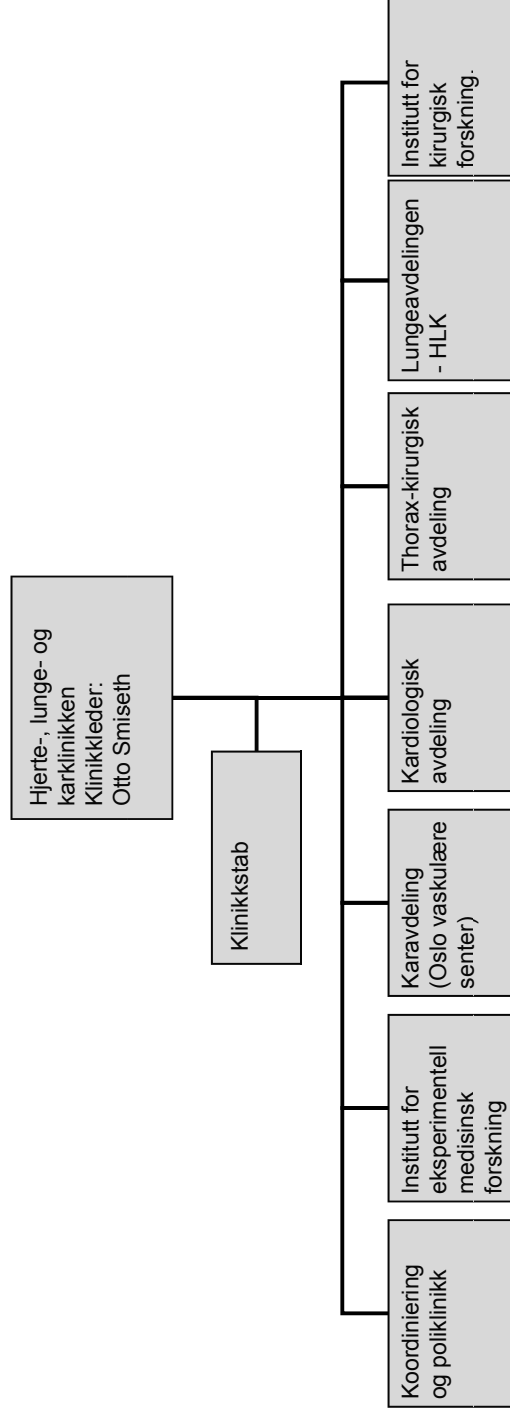 Hjerte-, lunge- og
karklinikken
Klinikkleder:
Otto Smiseth
Klinikkstab
Koordiniering
og poliklinikk
Institutt for
eksperimentell
medisinsk
forskning
Karavdeling
(Oslo vaskulære
senter)
Kardiologisk
avdeling
Thorax-kirurgisk
avdeling
Lungeavdelingen
- HLK
Institutt for
kirurgisk
forskning.